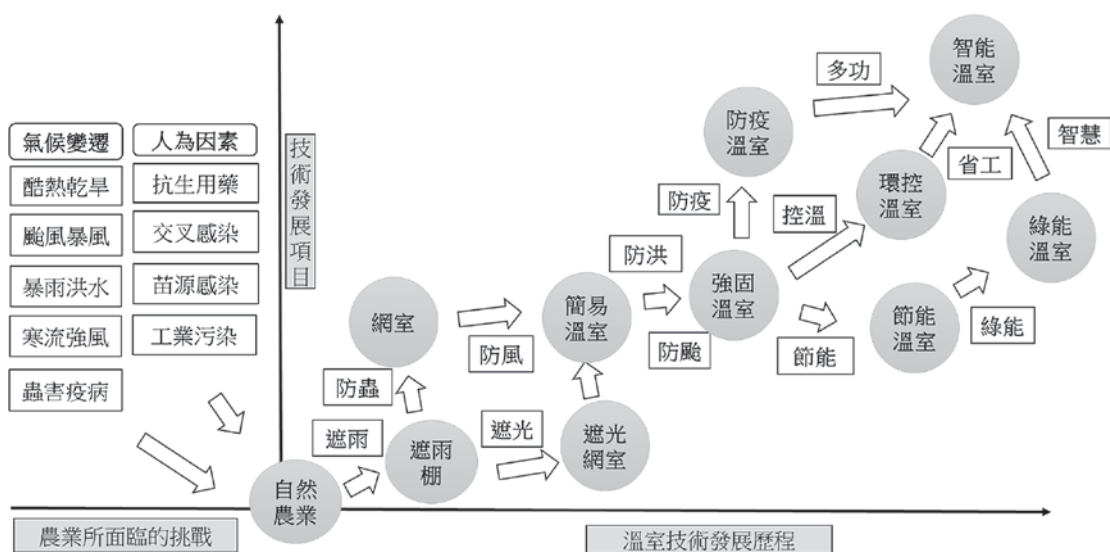 氣候變遷
酷熱乾旱
颱風暴風
暴雨洪水
寒流強風
蟲害疫病
人為因素
抗生用藥
交叉感染
苗源感染
工業污染
農業所面臨的挑戰
技術發展項目
溫室技術發展歷程
自然
農業
遮雨
遮雨
棚
防蟲
網室
遮光
遮光
網室
防風
簡易
溫室
防洪
防颱
強固
溫室
防疫
防疫
溫室
控溫
環控
溫室
節能
節能
溫室
綠能
綠能
溫室
多功
省工
智慧
智能
溫室